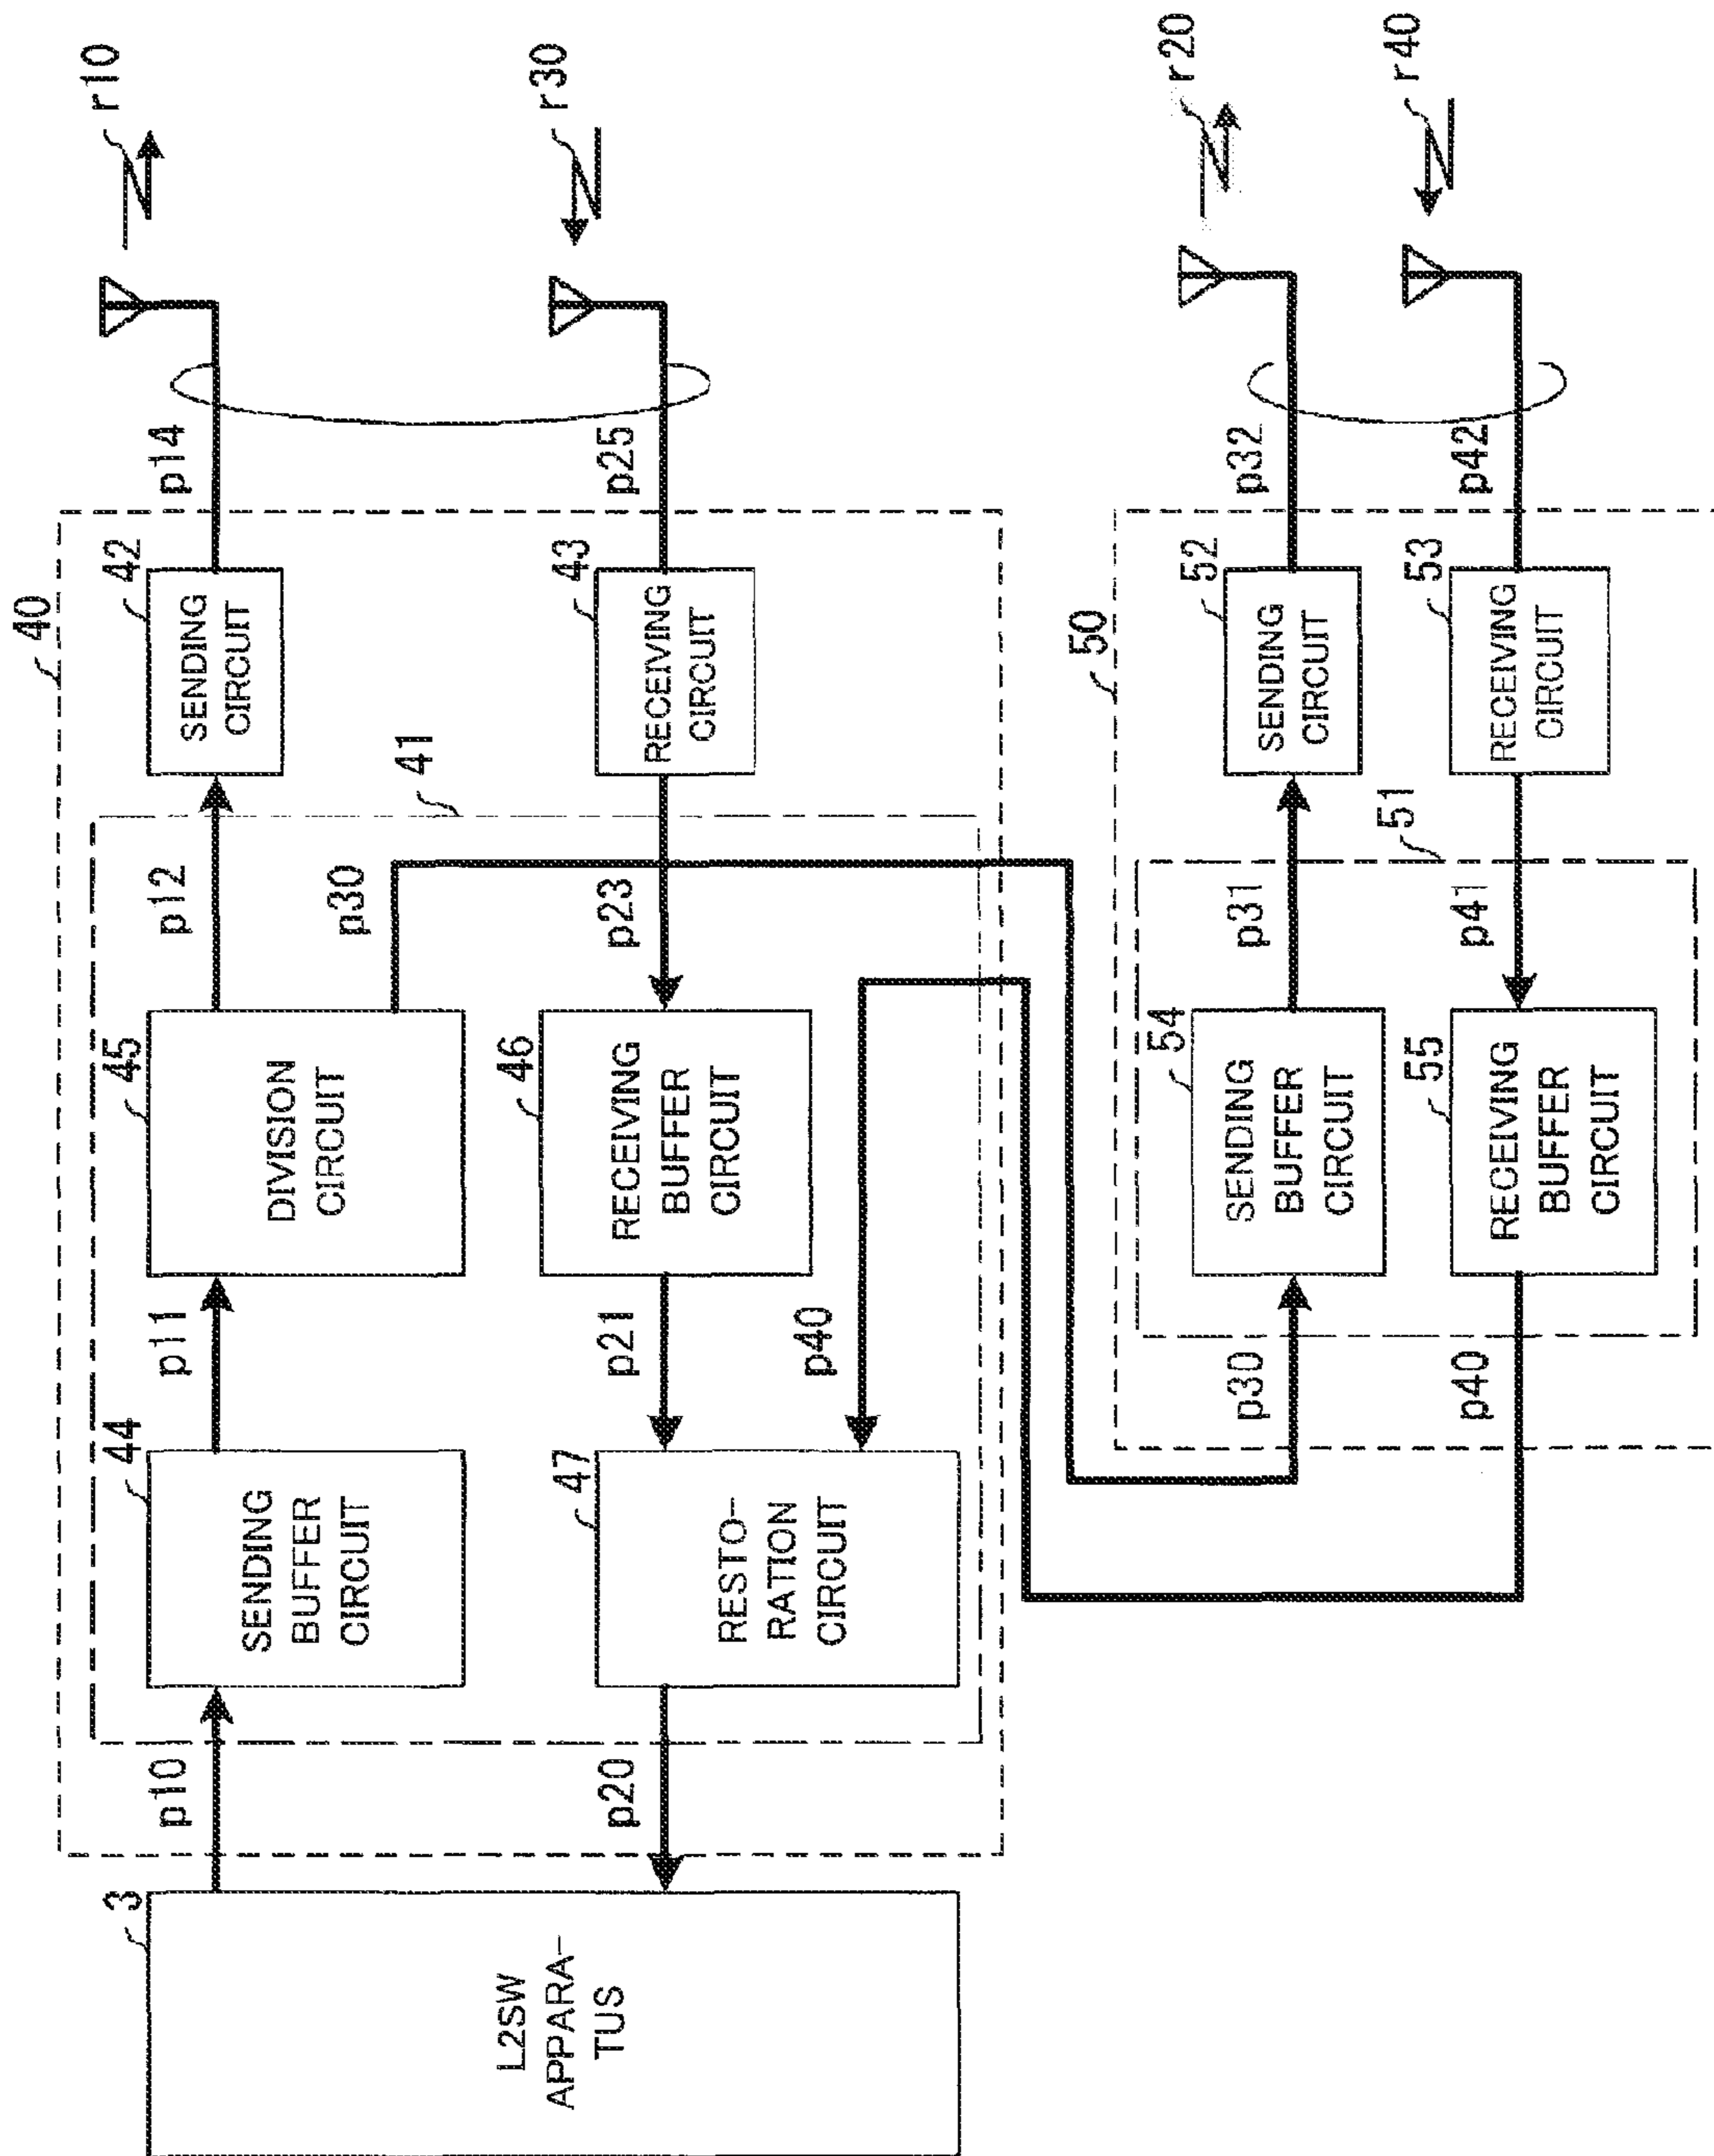 40
44
45
42
r10
p10
SENDING
BUFFER
CIRCUIT
p11
DIVISION
CIRCUIT
p12
SENDING
CIRCUIT
p14
41
p30
3
L2SW
APPARA-
TUS
p20
47
RESTO-
RATION
CIRCUIT
p21
46
RECEIVING
BUFFER
CIRCUIT
p23
43
RECEIVING
CIRCUIT
p25
r30
p40
50
p30
54
SENDING
BUFFER
CIRCUIT
p31
52
SENDING
CIRCUIT
p32
r20
51
p40
55
RECEIVING
BUFFER
CIRCUIT
p41
53
RECEIVING
CIRCUIT
p42
r40